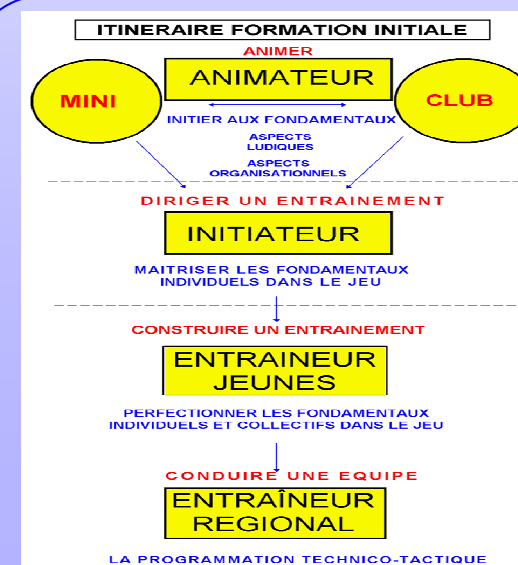 ITINERAIRE FORMATION INITIALE
ANIMER
MINI
ANIMATEUR
CLUB
INITIER AUX FONDAMENTAUX
ASPECTS
LUDIQUES
ASPECTS
ORGANISATIONNELS
DIRIGER UN ENTRAINEMENT
INITIATEUR
MAITRISER LES FONDAMENTAUX
INDIVIDUELS DANS LE JEU
CONSTRUIRE UN ENTRAINEMENT
ENTRAINEUR
JEUNES
PERFECTIONNER LES FONDAMENTAUX
INDIVIDUELS ET COLLECTIFS DANS LE JEU
CONDUIRE UNE EQUIPE
ENTRAÎNEUR
REGIONAL
LA PROGRAMMATION TECHNICO-TACTIQUE